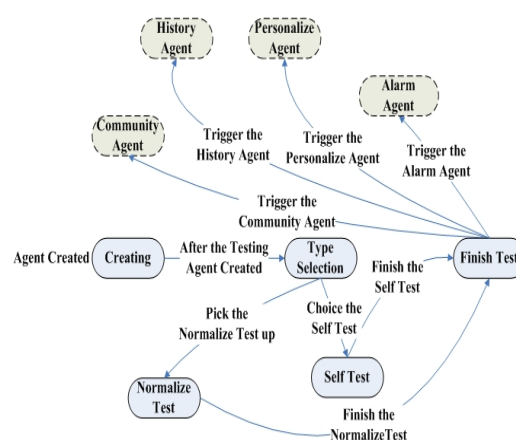 History
Agent
Personalize
Agent
Alarm
Agent
Community
Agent
Trigger the
History Agent
Trigger the
Personalize Agent
Trigger the
Alarm Agent
Trigger the
Community Agent
Agent Created
Creating
After the Testing
Agent Created
Type
Selection
Finish the
Self Test
Finish Test
Pick the
Normalize Test up
Choice the
Self Test
Normalize
Test
Self Test
Finish the
NormalizeTest